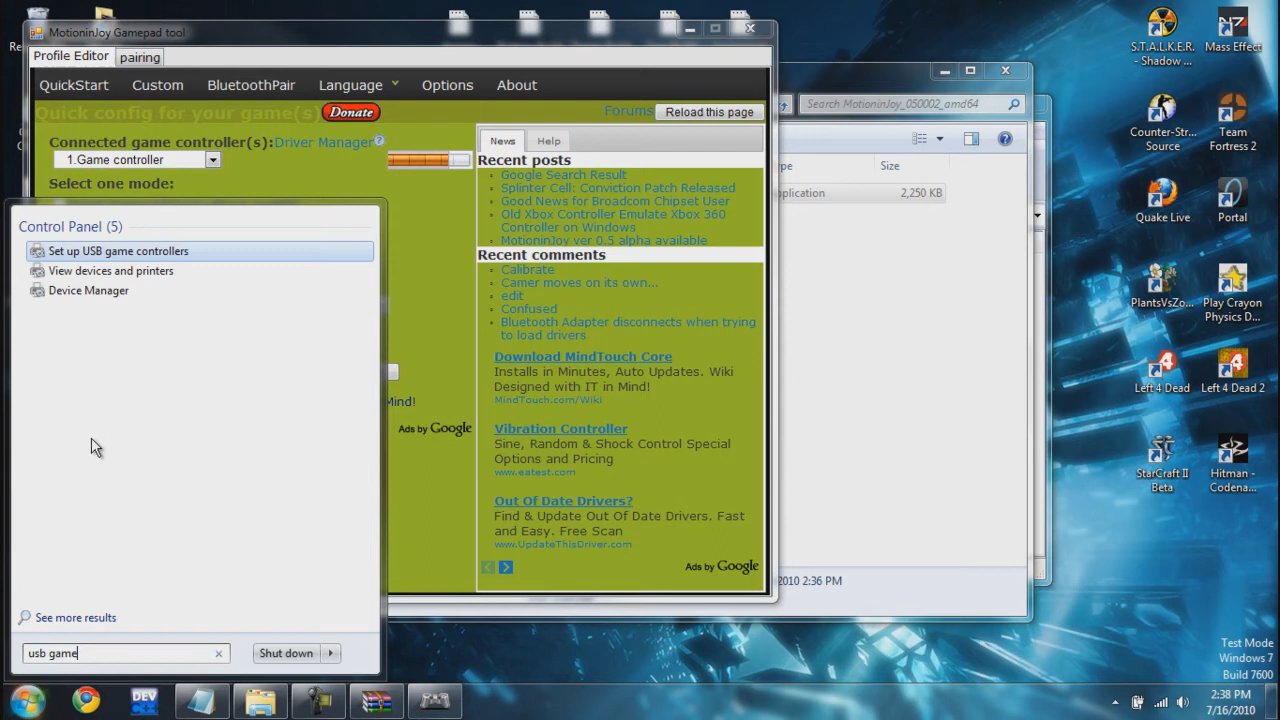 MotioninJoy Gamepad tool
Profile Editor
pairing
QuickStart
Custom
BluetoothPair
Language
Options
About
Quick config for your game(s)
Donate
Forums
Reload this page
Connected game controller(s):Driver Manager
1.Game controller
Select one mode:
News
Help
Recent posts
Google Search Result
Splinter Cell: Conviction Patch Released
Good News for Broadcom Chipset User
Old Xbox Controller Emulate Xbox 360
Controller on Windows
MotioninJoy ver 0.5 alpha available
Recent comments
Calibrate
Camer moves on its own...
edit
Confused
Bluetooth Adapter disconnects when trying
to load drivers
Download MindTouch Core
Installs in Minutes, Auto Updates. Wiki
Designed with IT in Mind!
MindTouch.com/Wiki
Vibration Controller
Sine, Random & Shock Control Special
Options and Pricing
www.eatest.com
Out Of Date Drivers?
Find & Update Out Of Date Drivers. Fast
and Easy. Free Scan
www.UpdateThisDriver.com
Ads by Google
Mind!
Ads by Google
Control Panel (5)
Set up USB game controllers
View devices and printers
Device Manager
See more results
usb game
Shut down
Search MotioninJoy_050002_amd64
ype
Size
pplication
2,250 KB
2010 2:36 PM
S.T.A.L.K.E.R.
- Shadow ...
Mass Effect
Counter-Str...
Source
Team
Fortress 2
Quake Live
Portal
PlantsVsZo...
Play Crayon
Physics D...
Left 4 Dead
Left 4 Dead 2
StarCraft II
Beta
Hitman -
Codena...
Test Mode
Windows 7
Build 7600
DEV
C++
2:38 PM
7/16/2010